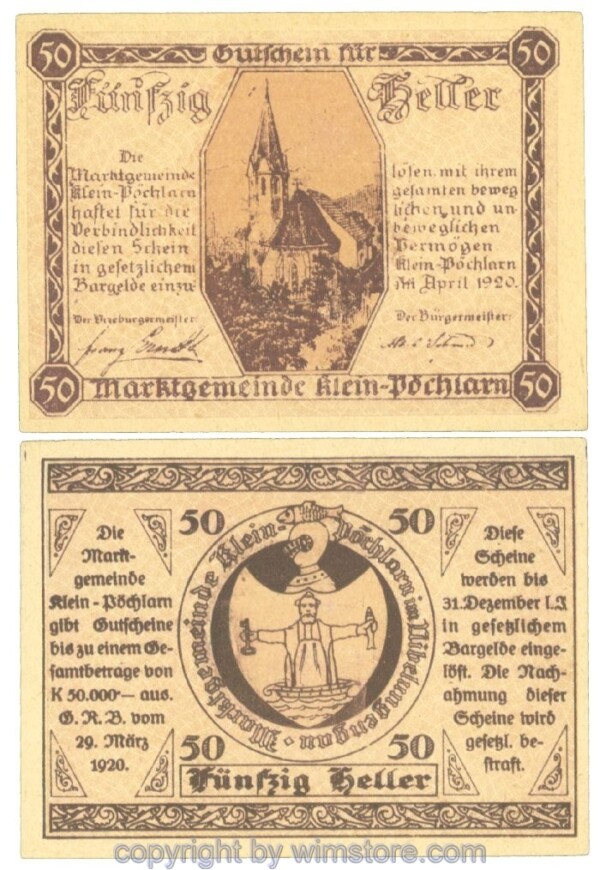 50 Gutschein für 50
Fünfzig Heller
Die
Marktgemeinde
Klein-Pöchlarn
haftet für die
Verbindlichkeit
diesen Schein
in gesetzlichem
Bargelde einzu-
lösen mit ihrem
gesamten beweg
lichen und un-
beweglichen
Vermögen
Klein-Pöchlarn
im April 1920.
Der Vizebürgermeister:
Der Bürgermeister:
50 Marktgemeinde Klein-Pöchlarn 50
50 50
Marktgemeinde Klein-Pöchlarn im Nibelungengau
Die
Markt-
gemeinde
Klein-Pöchlarn
gibt Gutscheine
bis zu einem Ge-
samtbetrage von
K 50.000·— aus.
G. R. B. vom
29. März
1920.
Diese
Scheine
werden bis
31. Dezember l. J.
in gesetzlichem
Bargelde einge-
löst. Die Nach-
ahmung dieser
Scheine wird
gesetzl. be-
straft.
50 50
Fünfzig Heller
copyright by wimstore.com